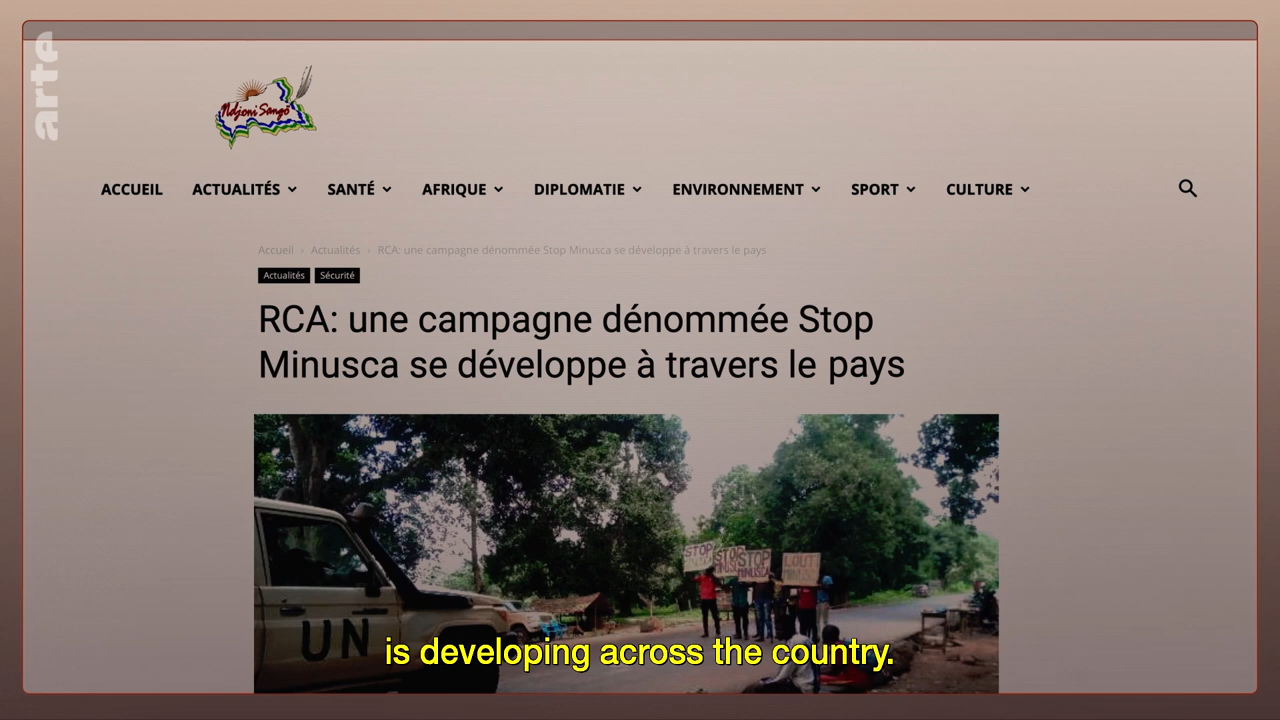 arte
Ndjoni Sangö
ACCUEIL ACTUALITÉS SANTÉ AFRIQUE DIPLOMATIE ENVIRONNEMENT SPORT CULTURE
Accueil › Actualités › RCA: une campagne dénommée Stop Minusca se développe à travers le pays
Actualités Sécurité
RCA: une campagne dénommée Stop
Minusca se développe à travers le pays
STOP STOP STOP
MINUSCA
UN
is developing across the country.